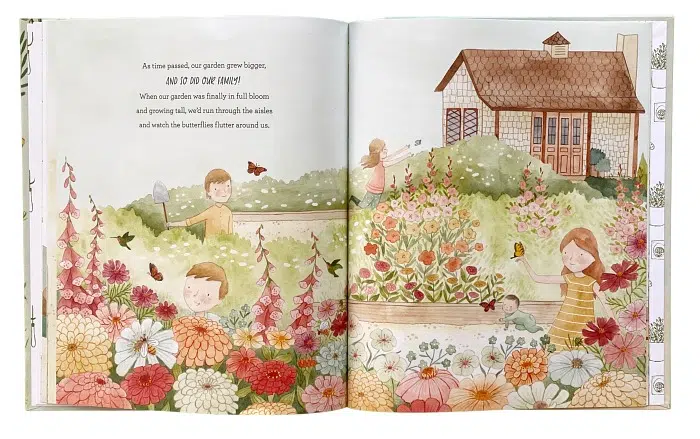 As time passed, our garden grew bigger,
AND SO DID OUR FAMILY!
When our garden was finally in full bloom
and growing tall, we'd run through the aisles
and watch the butterflies flutter around us.